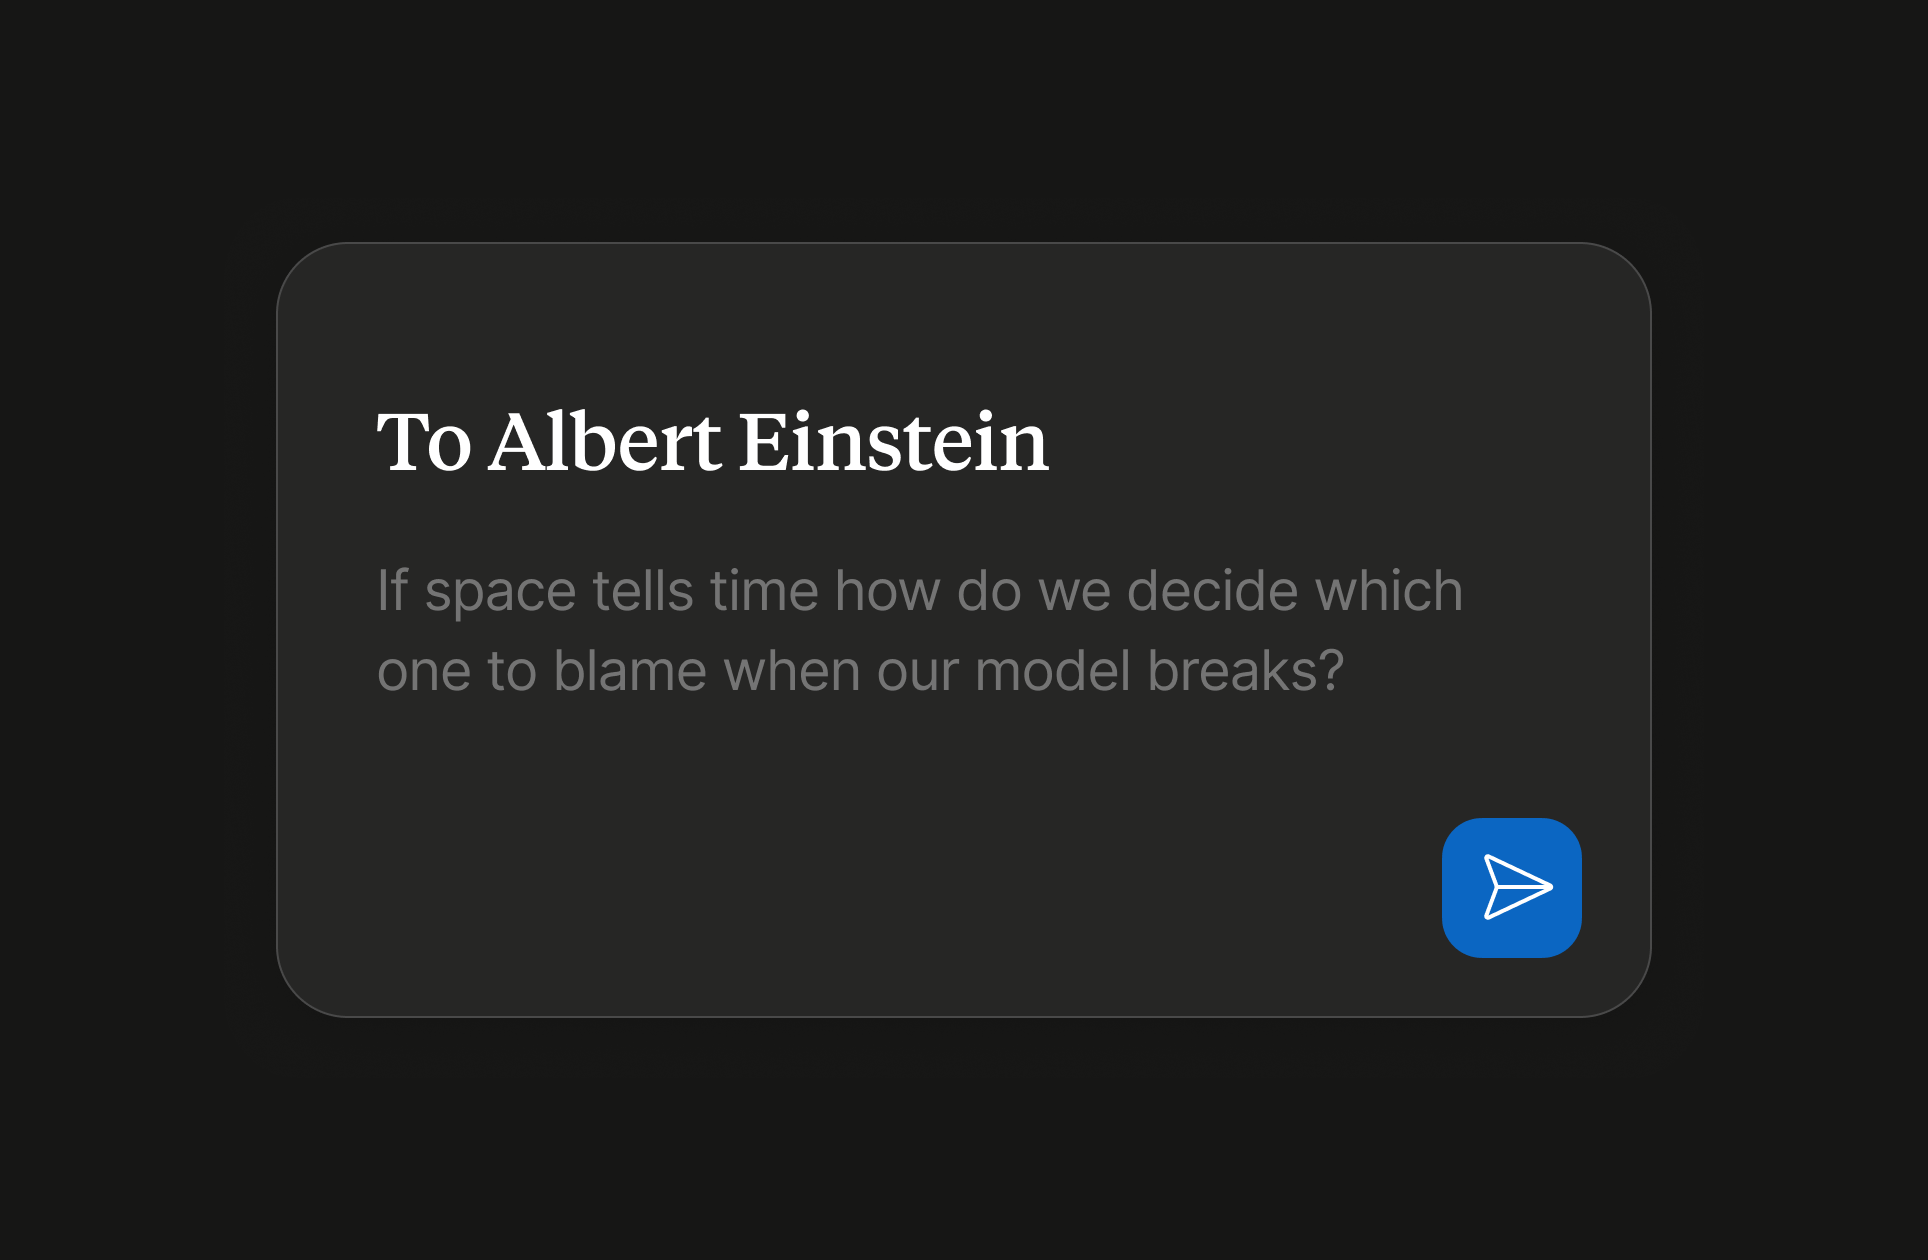 To Albert Einstein
If space tells time how do we decide which
one to blame when our model breaks?